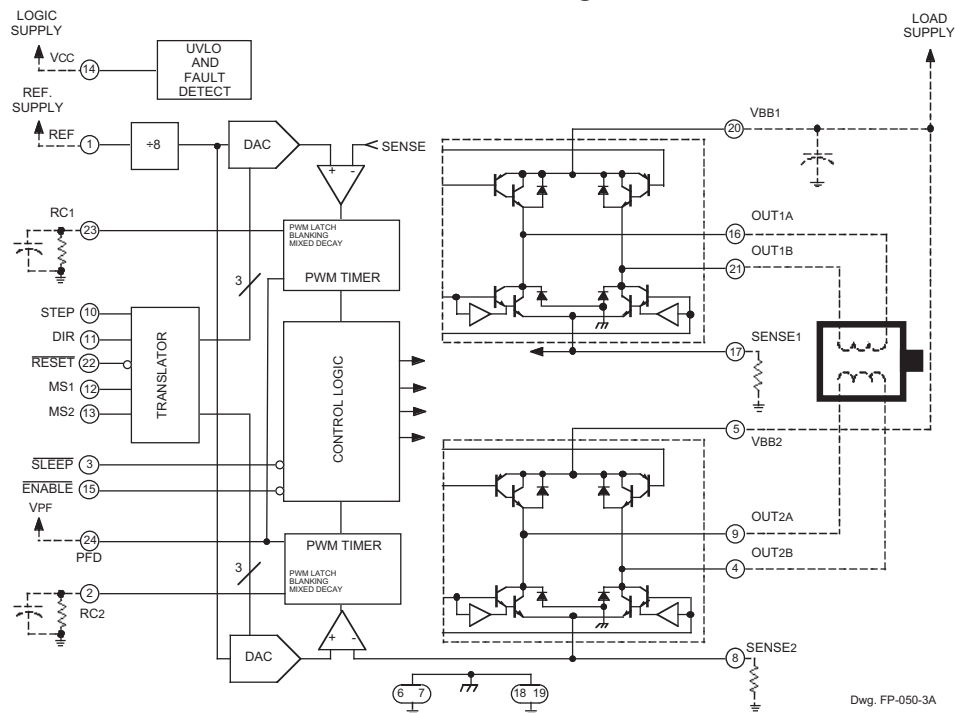 LOGIC
SUPPLY
VCC
14
UVLO
AND
FAULT
DETECT
REF.
SUPPLY
REF
1
÷8
DAC
+ -
SENSE
RC1
23
PWM LATCH
BLANKING
MIXED DECAY
PWM TIMER
3
STEP 10
DIR 11
RESET 22
MS1 12
MS2 13
TRANSLATOR
CONTROL LOGIC
SLEEP 3
ENABLE 15
VPF
24
PFD
PWM TIMER
PWM LATCH
BLANKING
MIXED DECAY
3
2
RC2
DAC
+ -
LOAD
SUPPLY
VBB1
20
OUT1A
16
OUT1B
21
SENSE1
17
5
VBB2
OUT2A
9
OUT2B
4
SENSE2
8
6 7
18 19
Dwg. FP-050-3A